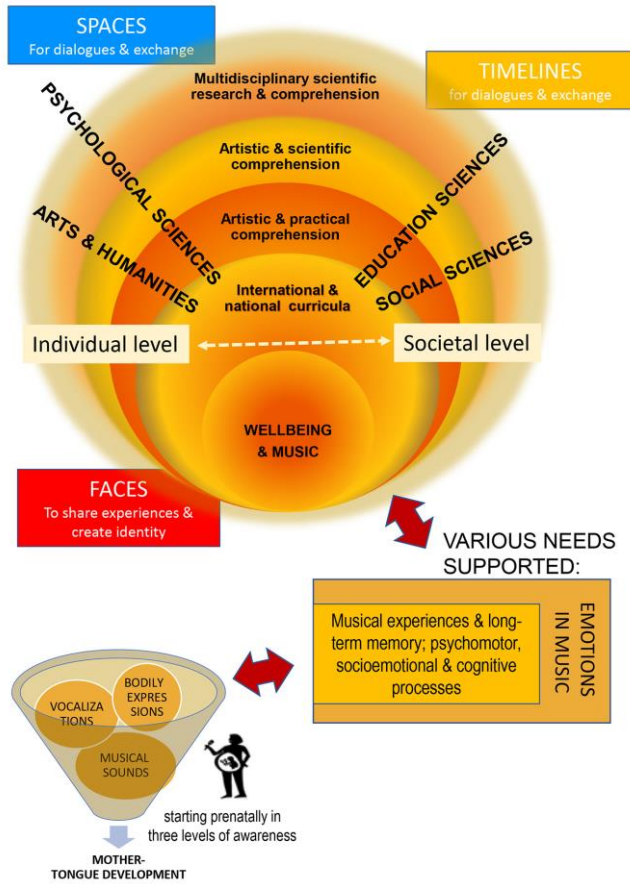 SPACES
For dialogues & exchange
TIMELINES
for dialogues & exchange
Multidisciplinary scientific
research & comprehension
PSYCHOLOGICAL SCIENCES
ARTS & HUMANITIES
EDUCATION SCIENCES
SOCIAL SCIENCES
Artistic & scientific
comprehension
Artistic & practical
comprehension
International &
national curricula
Individual level
Societal level
WELLBEING
& MUSIC
FACES
To share experiences &
create identity
VARIOUS NEEDS
SUPPORTED:
Musical experiences & long-
term memory; psychomotor,
socioemotional & cognitive
processes
EMOTIONS
IN MUSIC
BODILY
EXPRES
SIONS
VOCALIZA
TIONS
MUSICAL
SOUNDS
starting prenatally in
three levels of awareness
MOTHER-
TONGUE DEVELOPMENT